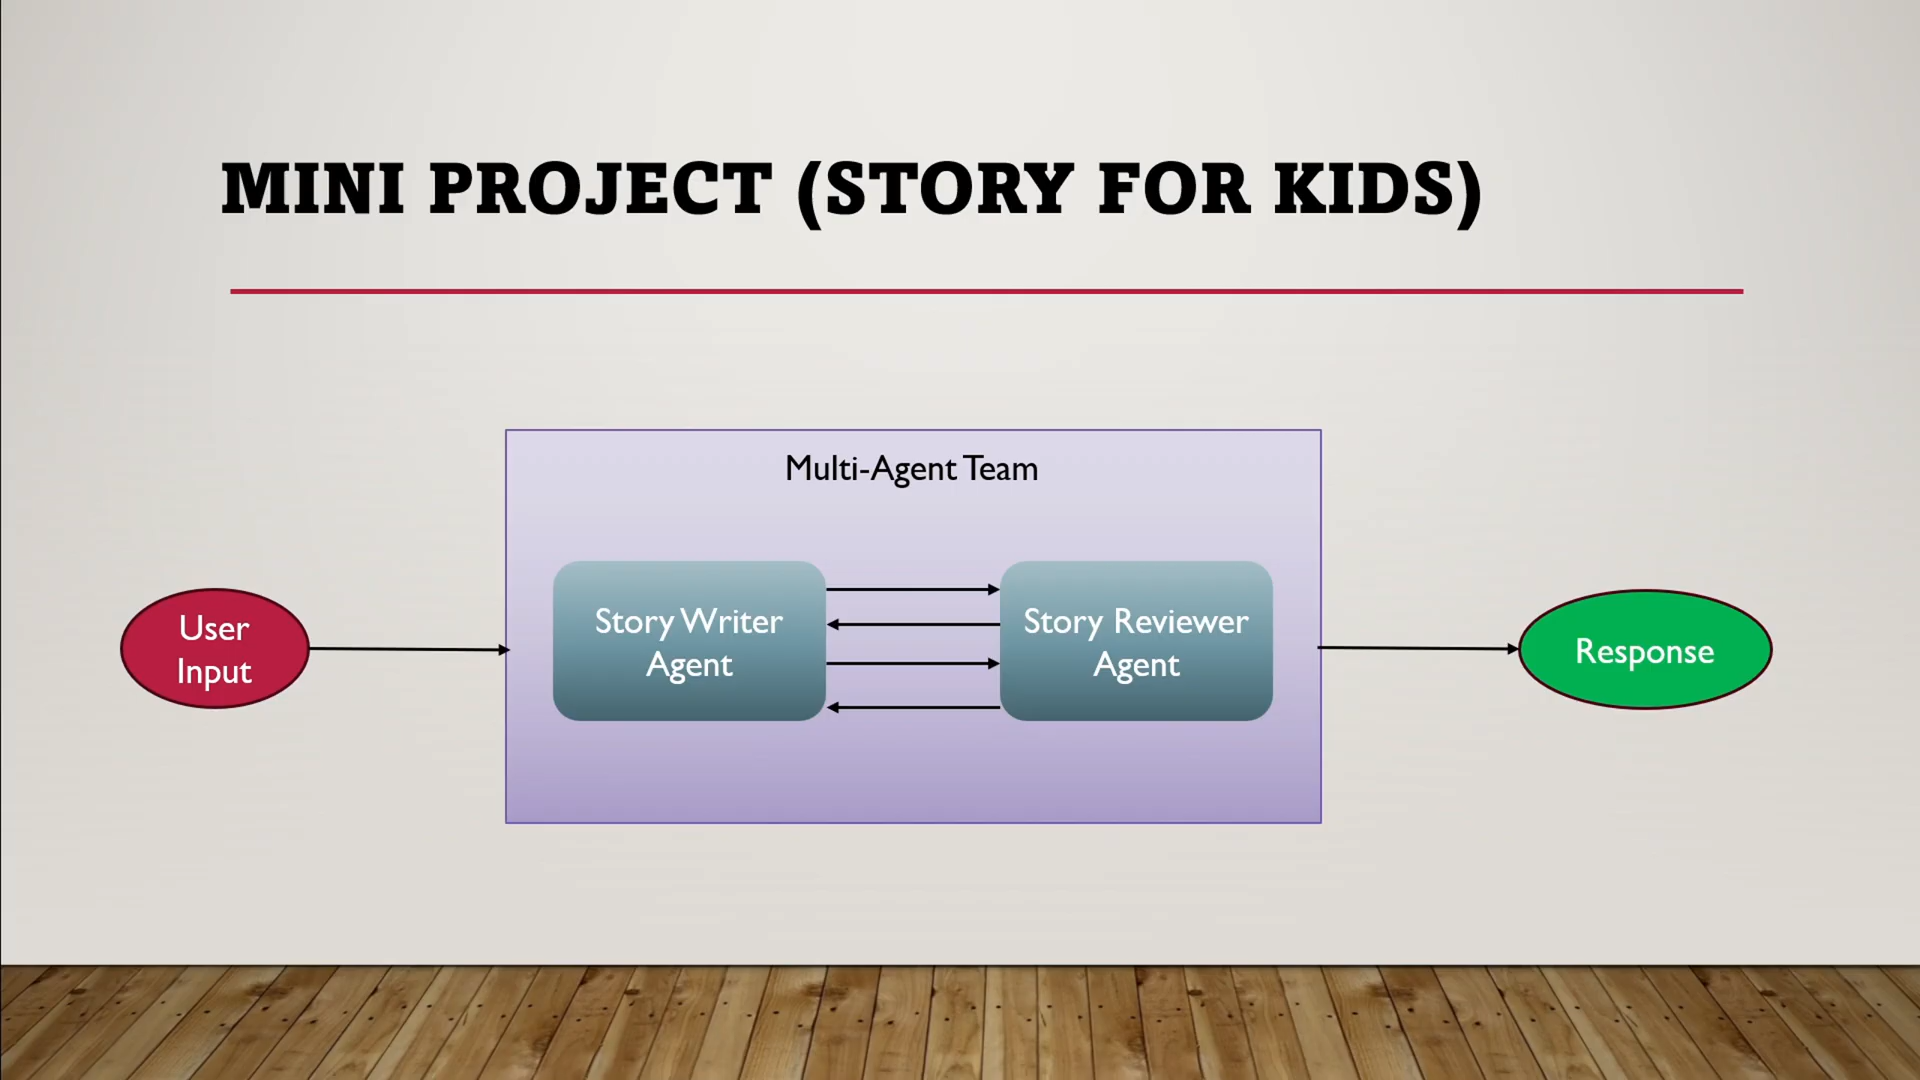 MINI PROJECT (STORY FOR KIDS)
Multi-Agent Team
User
Input
Story Writer
Agent
Story Reviewer
Agent
Response